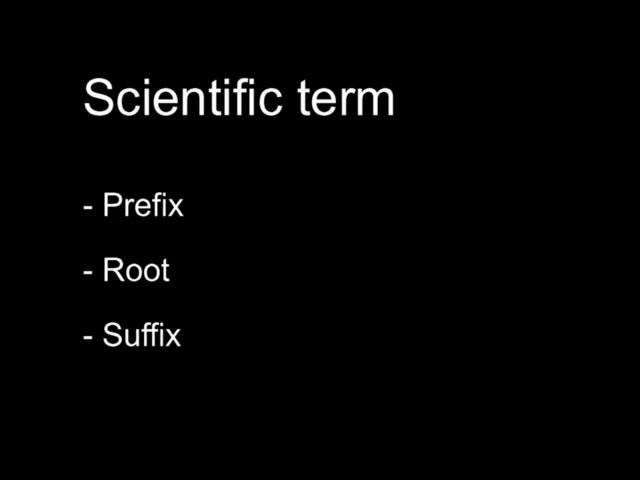 Scientific term
- Prefix
- Root
- Suffix